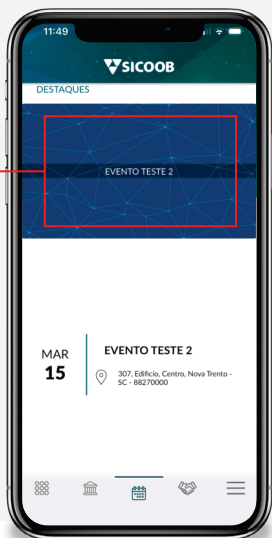 11:49
SICOOB
DESTAQUES
EVENTO TESTE 2
MAR
15
EVENTO TESTE 2
307, Edificio, Centro, Nova Trento -
SC - 88270000